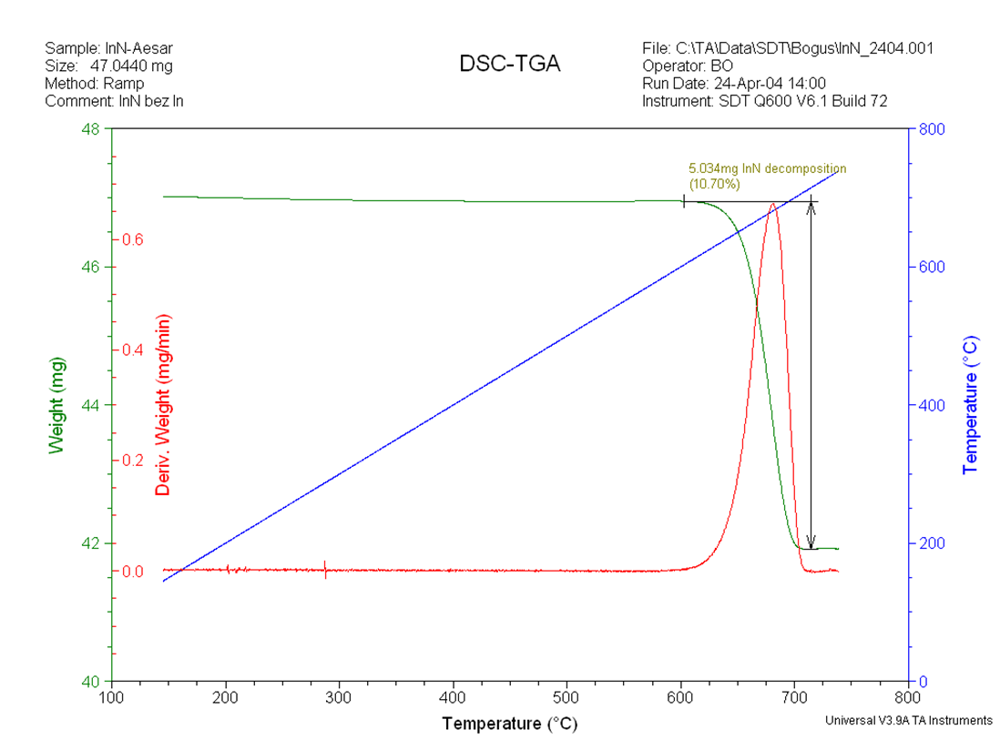 Sample: InN-Aesar
Size:   47.0440 mg
Method: Ramp
Comment: InN bez In
DSC-TGA
File: C:\TA\Data\SDT\Bogus\InN_2404.001
Operator: BO
Run Date: 24-Apr-04 14:00
Instrument: SDT Q600 V6.1 Build 72
5.034mg InN decomposition
(10.70%)
48
46
44
42
40
Weight (mg)
0.6
0.4
0.2
0.0
Deriv. Weight (mg/min)
800
600
400
200
0
Temperature (°C)
100
200
300
400
500
600
700
800
Temperature (°C)
Universal V3.9A TA Instruments